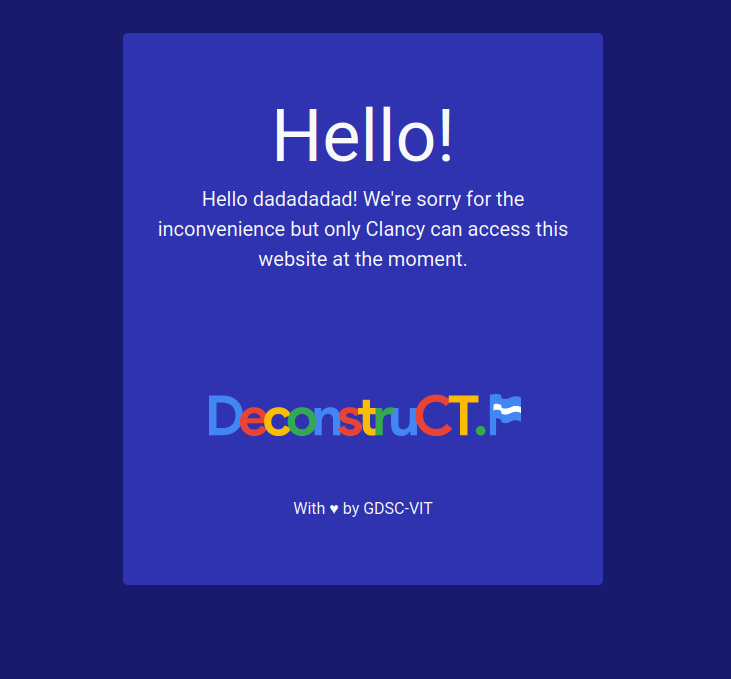 Hello!
Hello dadadadad! We're sorry for the
inconvenience but only Clancy can access this
website at the moment.
DeconstruCT.
With ♥ by GDSC-VIT